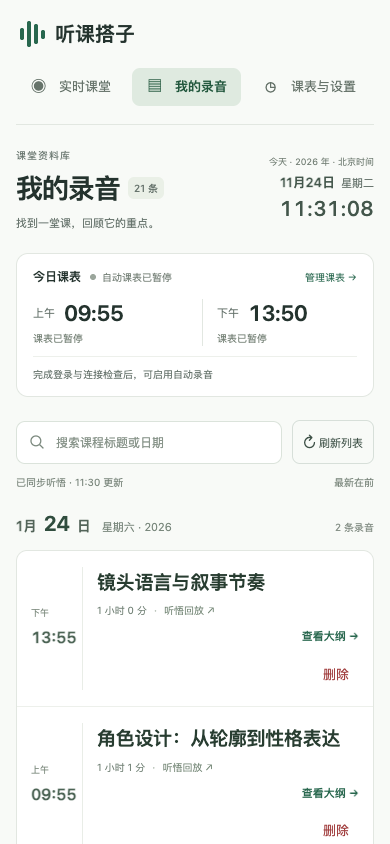 听课搭子
实时课堂
我的录音
课表与设置
课堂资料库
我的录音 21 条
找到一堂课，回顾它的重点。
今天 · 2026 年 · 北京时间
11月24日 星期二
11:31:08
今日课表 自动课表已暂停 管理课表 →
上午 09:55
课表已暂停
下午 13:50
课表已暂停
完成登录与连接检查后，可启用自动录音
搜索课程标题或日期
刷新列表
已同步听悟 · 11:30 更新 最新在前
1月 24 日 星期六 · 2026 2 条录音
下午
13:55
镜头语言与叙事节奏
1 小时 0 分 · 听悟回放 ↗
查看大纲 →
删除
上午
09:55
角色设计：从轮廓到性格表达
1 小时 1 分 · 听悟回放 ↗
查看大纲 →
删除